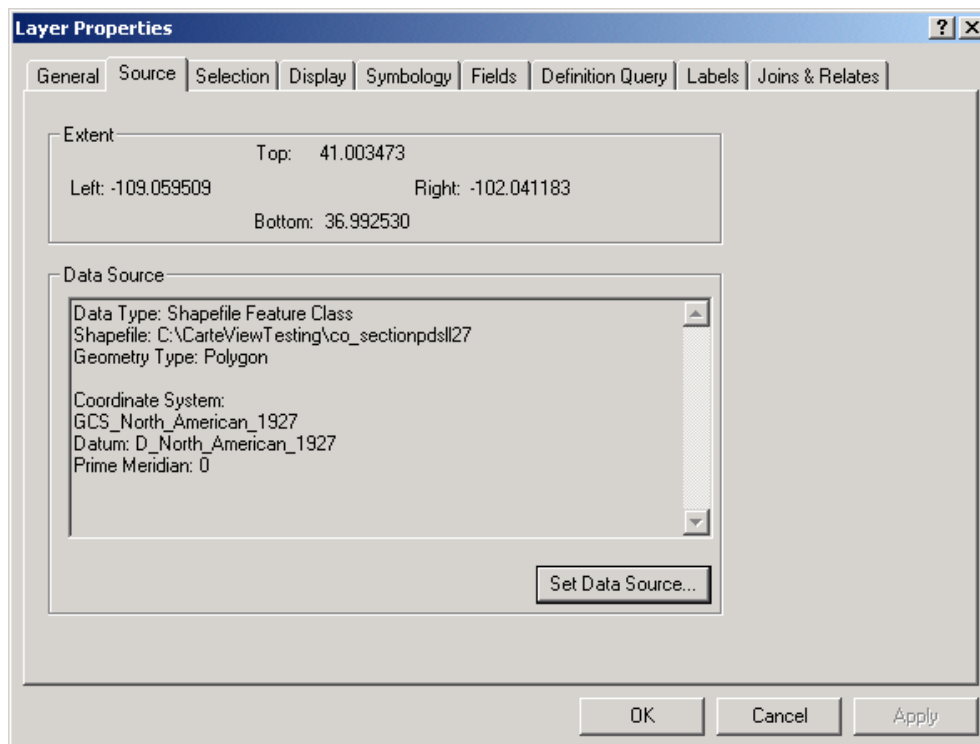 Layer Properties
General Source Selection Display Symbology Fields Definition Query Labels Joins & Relates
Extent
Top: 41.003473
Left: -109.059509 Right: -102.041183
Bottom: 36.992530
Data Source
Data Type: Shapefile Feature Class
Shapefile: C:\CarteViewTesting\co_sectionpdsll27
Geometry Type: Polygon
Coordinate System:
GCS_North_American_1927
Datum: D_North_American_1927
Prime Meridian: 0
Set Data Source...
OK Cancel Apply